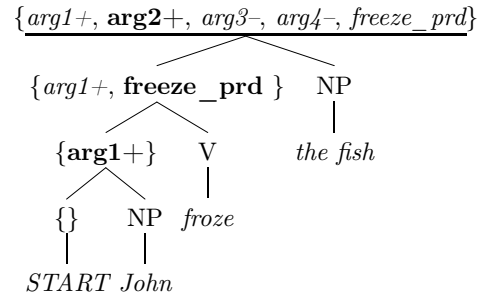 {arg1+, arg2+, arg3–, arg4–, freeze_prd}
{arg1+, freeze_prd } NP
{arg1+} V the fish
{} NP froze
START John